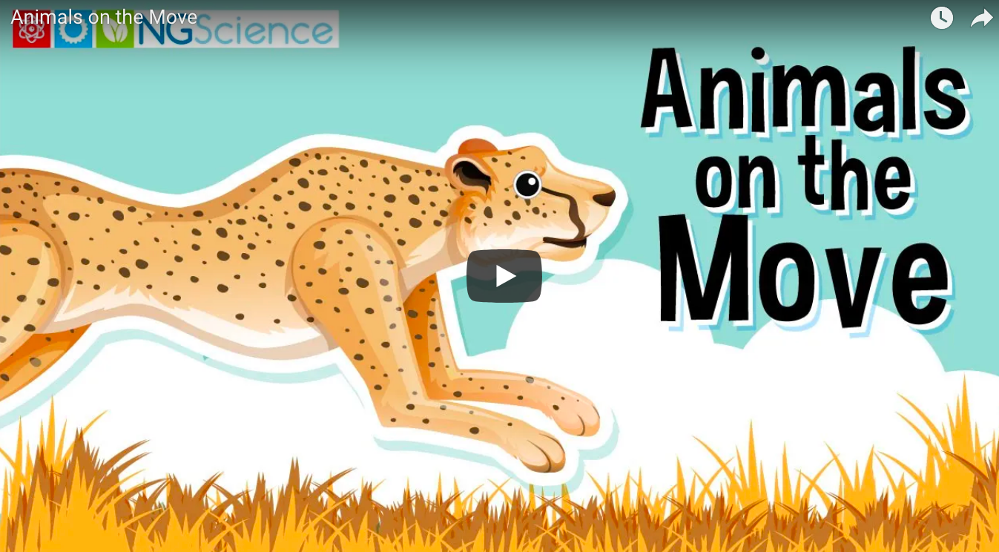 Animals on the Move
NGScience
Animals
on the
Move